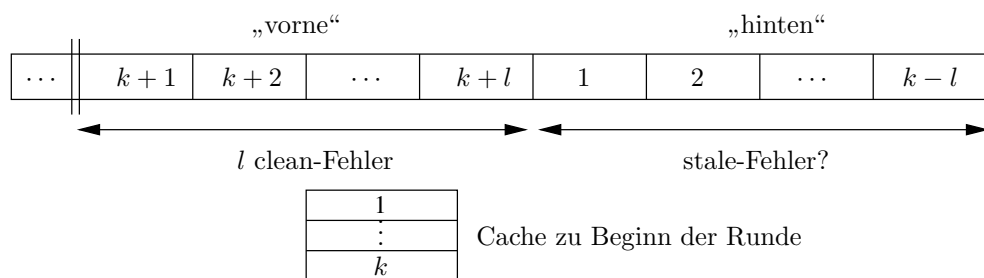 „vorne“ „hinten“
⋯ k + 1 k + 2 ⋯ k + l 1 2 ⋯ k − l
l clean-Fehler stale-Fehler?
1
⋮ Cache zu Beginn der Runde
k